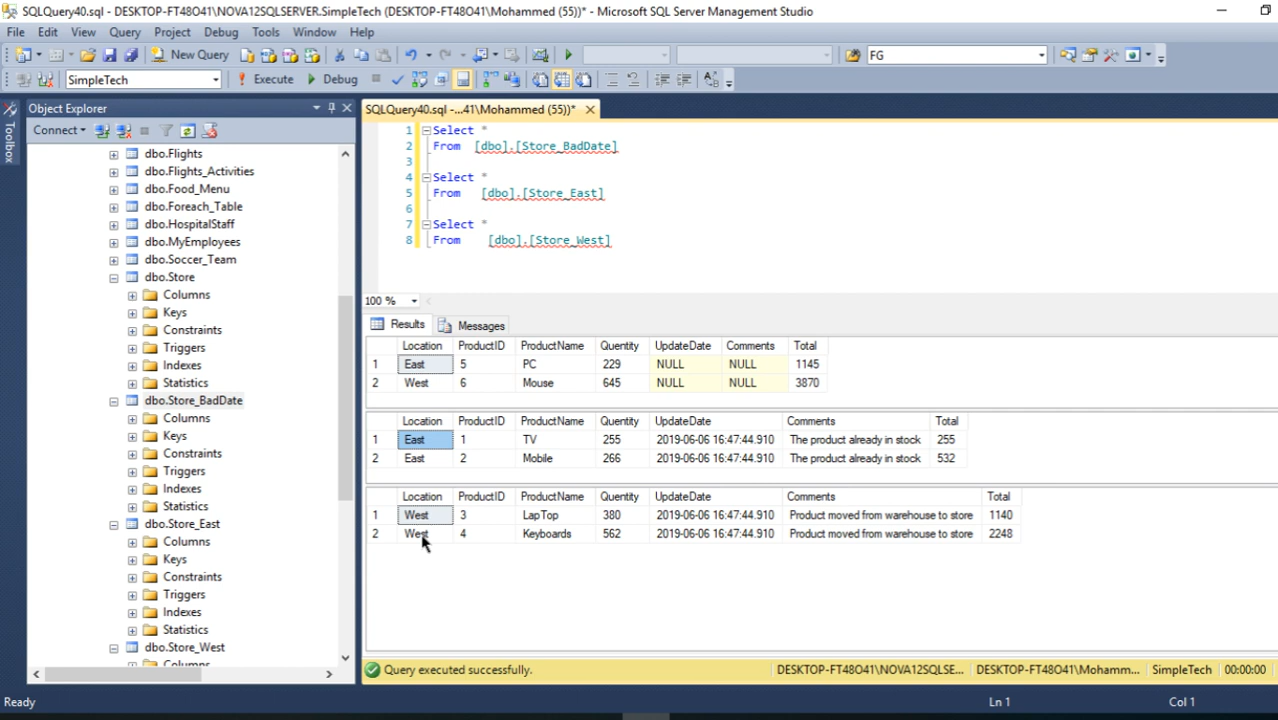 SQLQuery40.sql - DESKTOP-FT48O41\NOVA12SQLSERVER.SimpleTech (DESKTOP-FT48O41\Mohammed (55))* - Microsoft SQL Server Management Studio
File Edit View Query Project Debug Tools Window Help
New Query FG
SimpleTech Execute Debug
Toolbox
Object Explorer
Connect
dbo.Flights
dbo.Flights_Activities
dbo.Food_Menu
dbo.Foreach_Table
dbo.HospitalStaff
dbo.MyEmployees
dbo.Soccer_Team
dbo.Store
Columns
Keys
Constraints
Triggers
Indexes
Statistics
dbo.Store_BadDate
Columns
Keys
Constraints
Triggers
Indexes
Statistics
dbo.Store_East
Columns
Keys
Constraints
Triggers
Indexes
Statistics
dbo.Store_West
Columns
SQLQuery40.sql -...41\Mohammed (55))*
1 Select *
2 From [dbo].[Store_BadDate]
3
4 Select *
5 From [dbo].[Store_East]
6
7 Select *
8 From [dbo].[Store_West]
100 %
Results Messages
Location ProductID ProductName Quentity UpdateDate Comments Total
1 East 5 PC 229 NULL NULL 1145
2 West 6 Mouse 645 NULL NULL 3870
Location ProductID ProductName Quentity UpdateDate Comments Total
1 East 1 TV 255 2019-06-06 16:47:44.910 The product already in stock 255
2 East 2 Mobile 266 2019-06-06 16:47:44.910 The product already in stock 532
Location ProductID ProductName Quentity UpdateDate Comments Total
1 West 3 LapTop 380 2019-06-06 16:47:44.910 Product moved from warehouse to store 1140
2 West 4 Keyboards 562 2019-06-06 16:47:44.910 Product moved from warehouse to store 2248
Query executed successfully. DESKTOP-FT48O41\NOVA12SQLSE... DESKTOP-FT48O41\Mohamm... SimpleTech 00:00:00
Ready Ln 1 Col 1